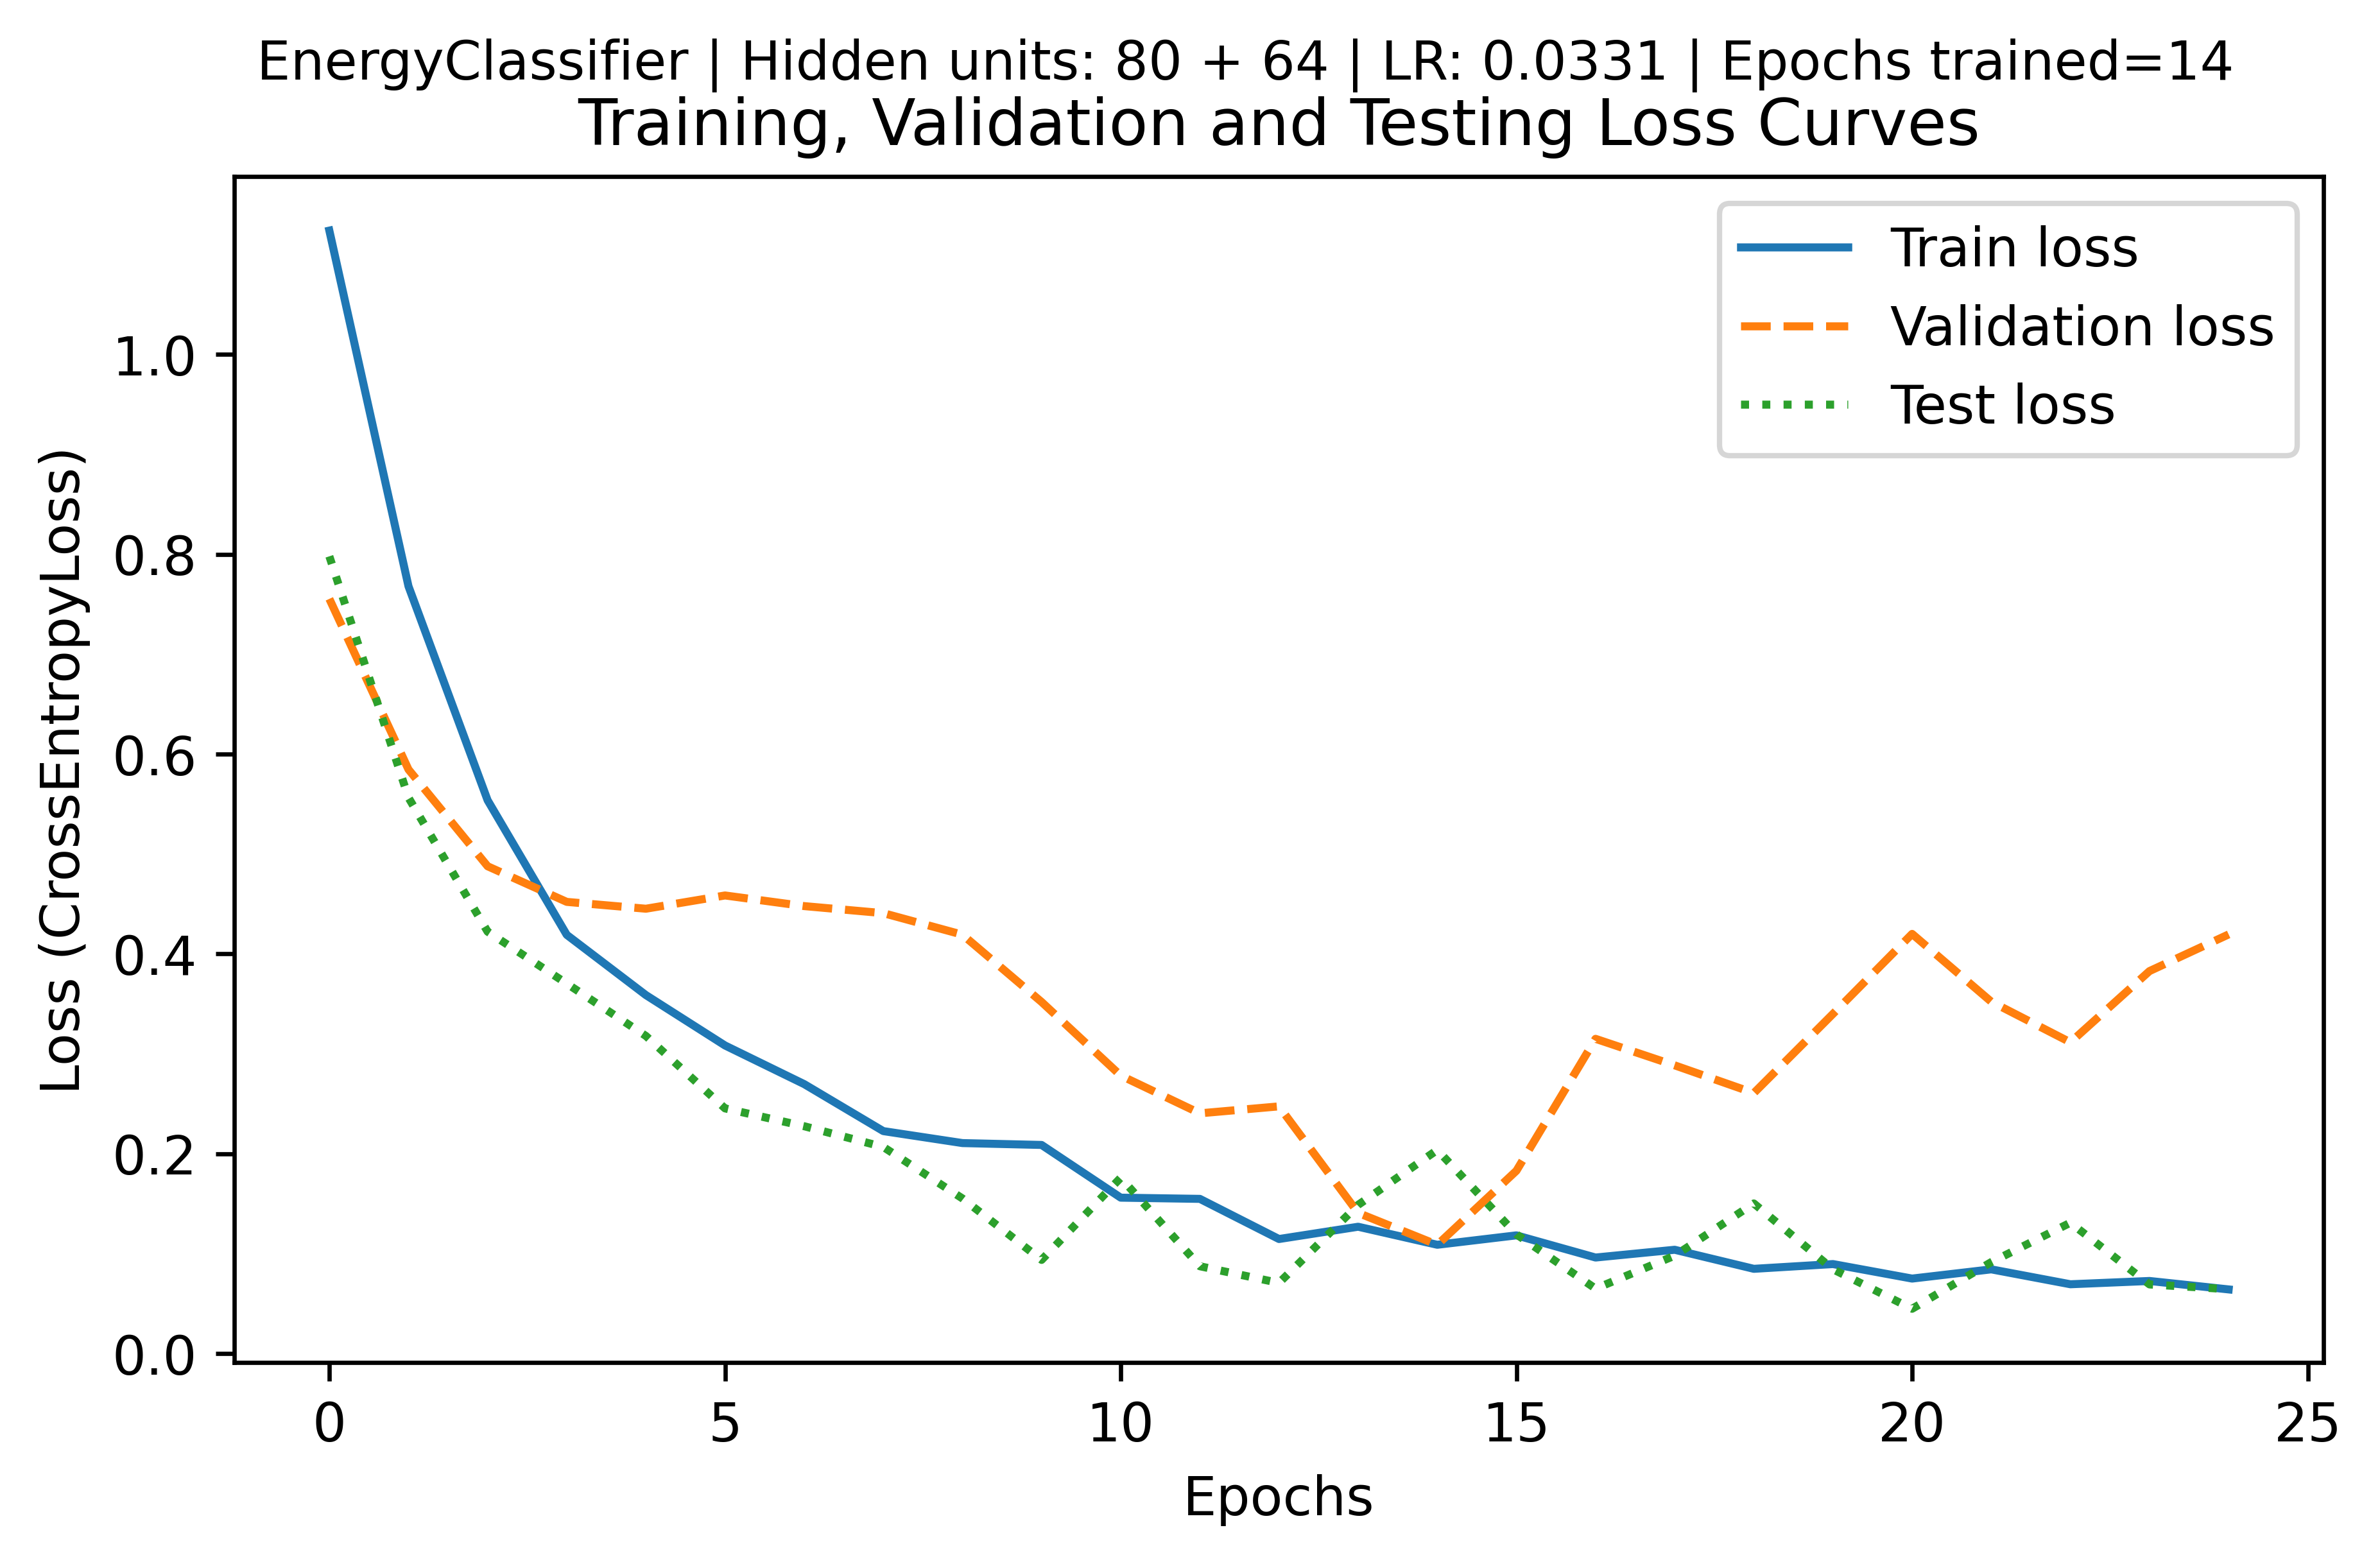 EnergyClassifier | Hidden units: 80 + 64 | LR: 0.0331 | Epochs trained=14
Training, Validation and Testing Loss Curves
Train loss
Validation loss
Test loss
Loss (CrossEntropyLoss)
1.0
0.8
0.6
0.4
0.2
0.0
0 5 10 15 20 25
Epochs